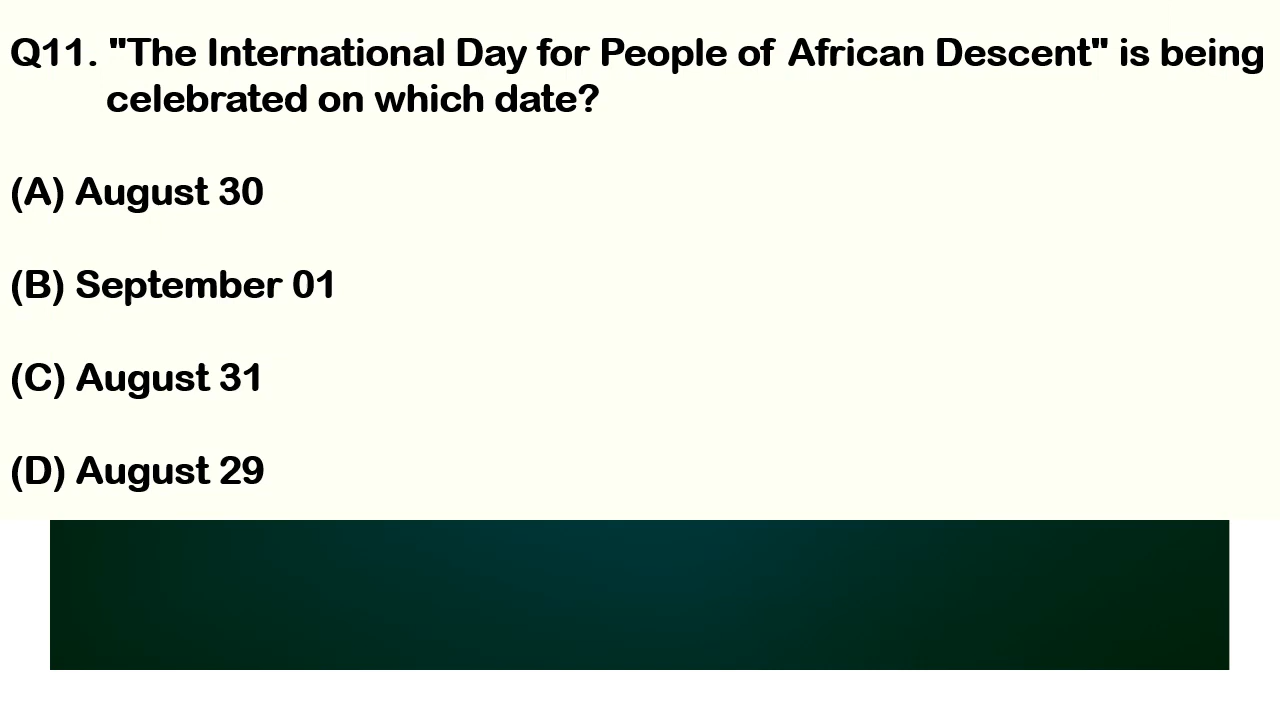 Q11. "The International Day for People of African Descent" is being
celebrated on which date?
(A) August 30
(B) September 01
(C) August 31
(D) August 29